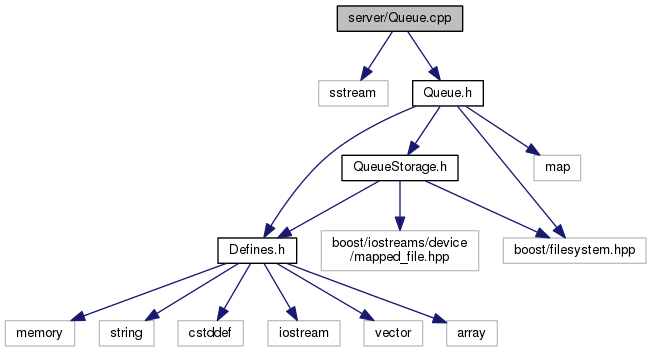 server/Queue.cpp
sstream
Queue.h
QueueStorage.h
map
Defines.h
boost/iostreams/device
/mapped_file.hpp
boost/filesystem.hpp
memory
string
cstddef
iostream
vector
array